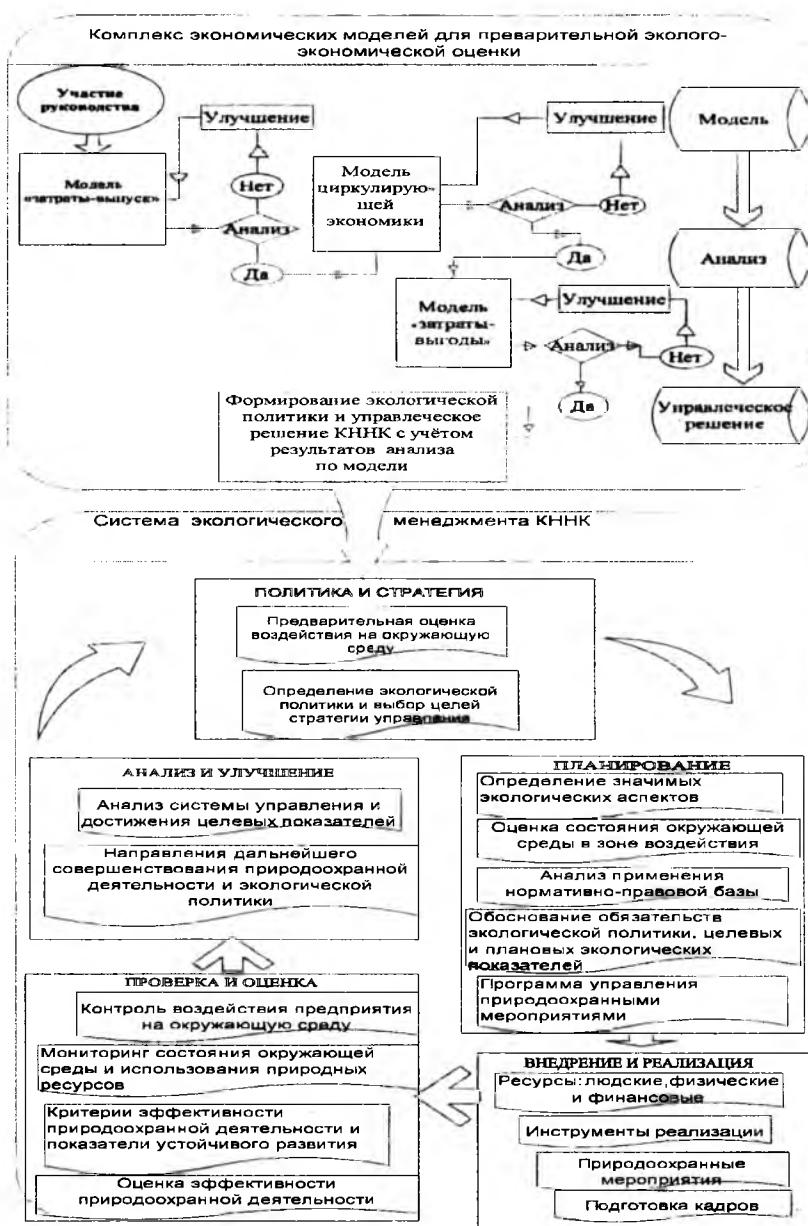 Комплекс экономических моделей для преварительной эколого-
экономической оценки
Участие
руководства
Улучшение
Модель
«затраты-выпуск»
Нет
Анализ
Да
Модель
циркулирую-
щей
экономики
Улучшение
Анализ
Нет
Да
Модель
«затраты-
выгоды»
Улучшение
Анализ
Нет
Да
Модель
Анализ
Управлеческое
решение
Формирование экологической
политики и управлеческое
решение КННК с учётом
результатов анализа
по модели
Система экологического менеджмента КННК
ПОЛИТИКА И СТРАТЕГИЯ
Предварительная оценка
воздействия на окружающую
среду
Определение экологической
политики и выбор целей
стратегии управления
АНАЛИЗ И УЛУЧШЕНИЕ
Анализ системы управления и
достижения целевых показателей
Направления дальнейшего
совершенствования природоохранной
деятельности и экологической
политики
ПЛАНИРОВАНИЕ
Определение значимых
экологических аспектов
Оценка состояния окружающей
среды в зоне воздействия
Анализ применения
нормативно-правовой базы
Обоснование обязательств
экологической политики, целевых
и плановых экологических
показателей
Программа управления
природоохранными
мероприятиями
ПРОВЕРКА И ОЦЕНКА
Контроль воздействия предприятия
на окружающую среду
Мониторинг состояния окружающей
среды и использования природных
ресурсов
Критерии эффективности
природоохранной деятельности и
показатели устойчивого развития
Оценка эффективности
природоохранной деятельности
ВНЕДРЕНИЕ И РЕАЛИЗАЦИЯ
Ресурсы: людские, физические
и финансовые
Инструменты реализации
Природоохранные
мероприятия
Подготовка кадров